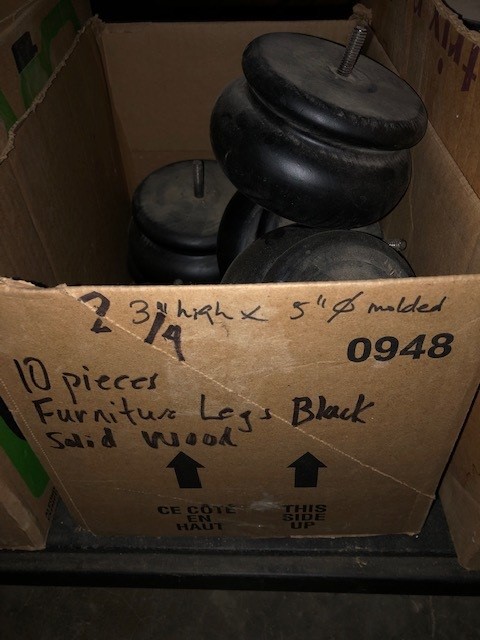 2 3/4" high x 5" Ø molded
0948
10 pieces
Furniture Legs Black
Solid Wood
CE CÔTÉ
EN
HAUT
THIS
SIDE
UP